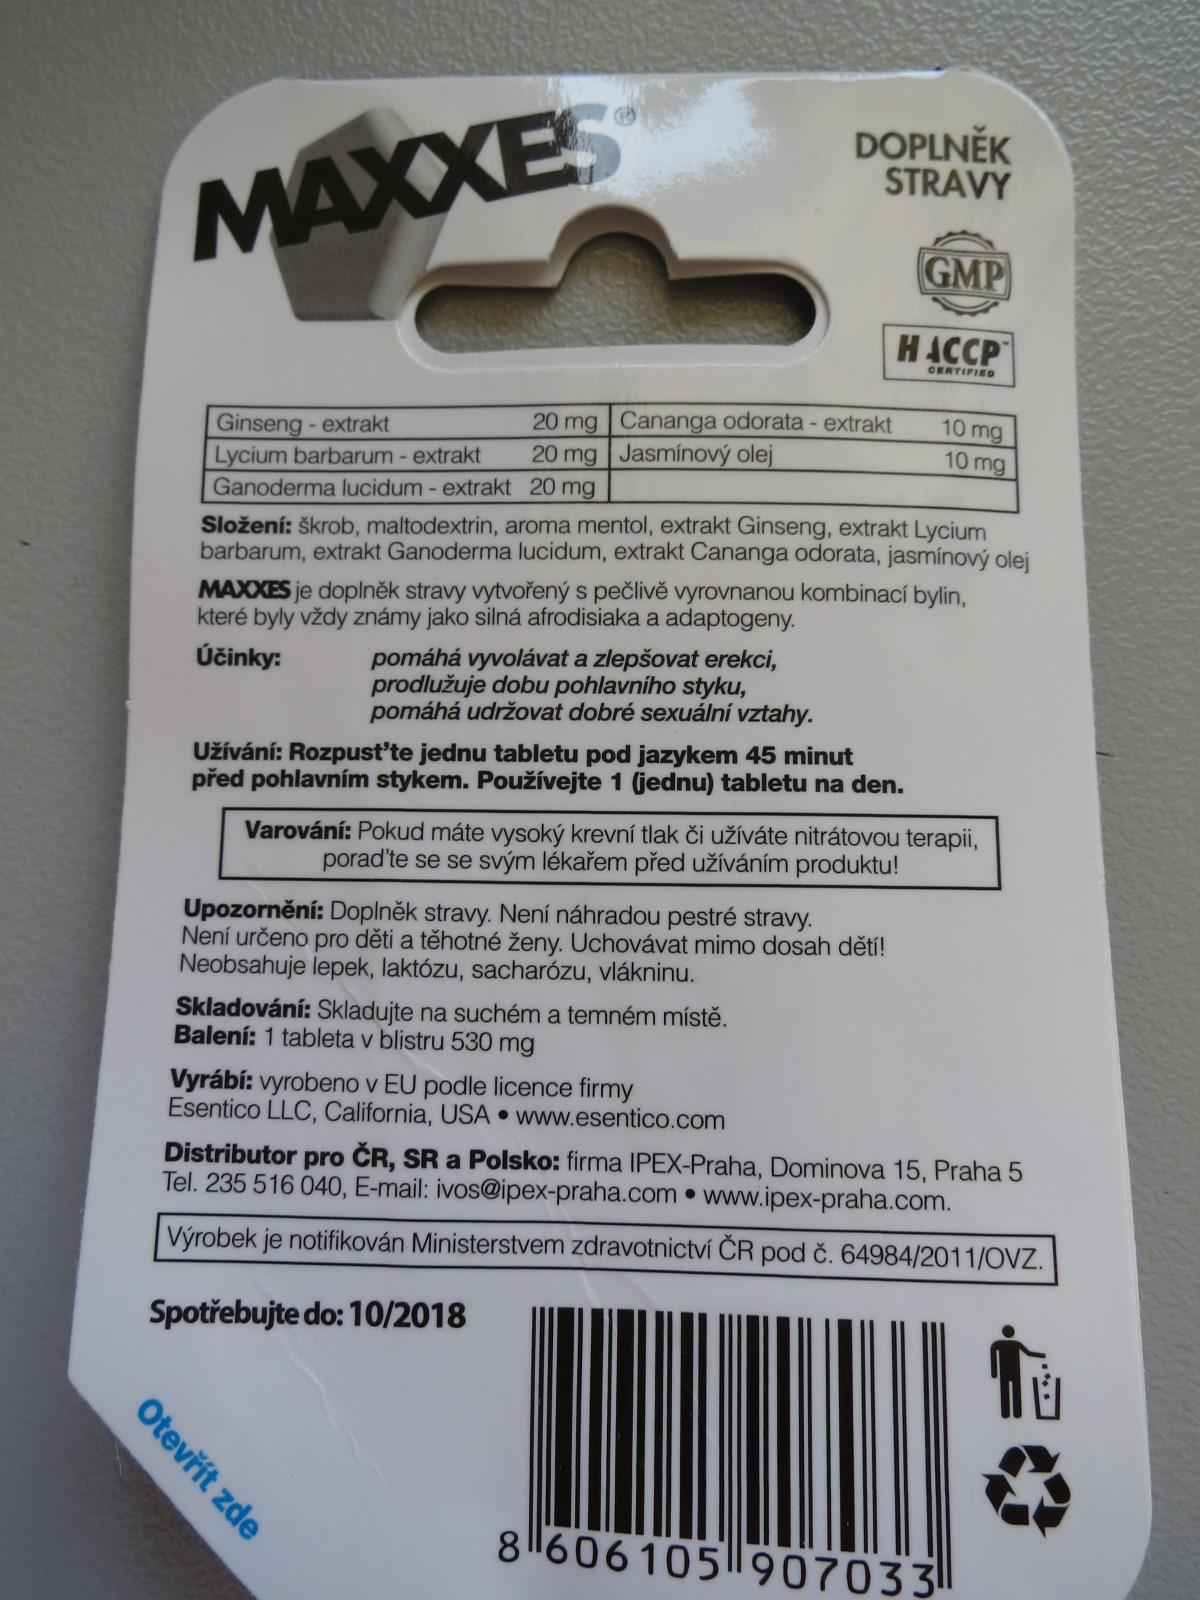 MAXXES®
DOPLNĚK
STRAVY
GMP
HACCP™
CERTIFIED
Ginseng - extrakt 20 mg Cananga odorata - extrakt 10 mg
Lycium barbarum - extrakt 20 mg Jasmínový olej 10 mg
Ganoderma lucidum - extrakt 20 mg
Složení: škrob, maltodextrin, aroma mentol, extrakt Ginseng, extrakt Lycium
barbarum, extrakt Ganoderma lucidum, extrakt Cananga odorata, jasmínový olej
MAXXES je doplněk stravy vytvořený s pečlivě vyrovnanou kombinací bylin,
které byly vždy známy jako silná afrodisiaka a adaptogeny.
Účinky: pomáhá vyvolávat a zlepšovat erekci,
prodlužuje dobu pohlavního styku,
pomáhá udržovat dobré sexuální vztahy.
Užívání: Rozpusťte jednu tabletu pod jazykem 45 minut
před pohlavním stykem. Používejte 1 (jednu) tabletu na den.
Varování: Pokud máte vysoký krevní tlak či užíváte nitrátovou terapii,
poraďte se se svým lékařem před užíváním produktu!
Upozornění: Doplněk stravy. Není náhradou pestré stravy.
Není určeno pro děti a těhotné ženy. Uchovávat mimo dosah dětí!
Neobsahuje lepek, laktózu, sacharózu, vlákninu.
Skladování: Skladujte na suchém a temném místě.
Balení: 1 tableta v blistru 530 mg
Vyrábí: vyrobeno v EU podle licence firmy
Esentico LLC, California, USA • www.esentico.com
Distributor pro ČR, SR a Polsko: firma IPEX-Praha, Dominova 15, Praha 5
Tel. 235 516 040, E-mail: ivos@ipex-praha.com • www.ipex-praha.com.
Výrobek je notifikován Ministerstvem zdravotnictví ČR pod č. 64984/2011/OVZ.
Spotřebujte do: 10/2018
Otevřít zde
8 606105 907033